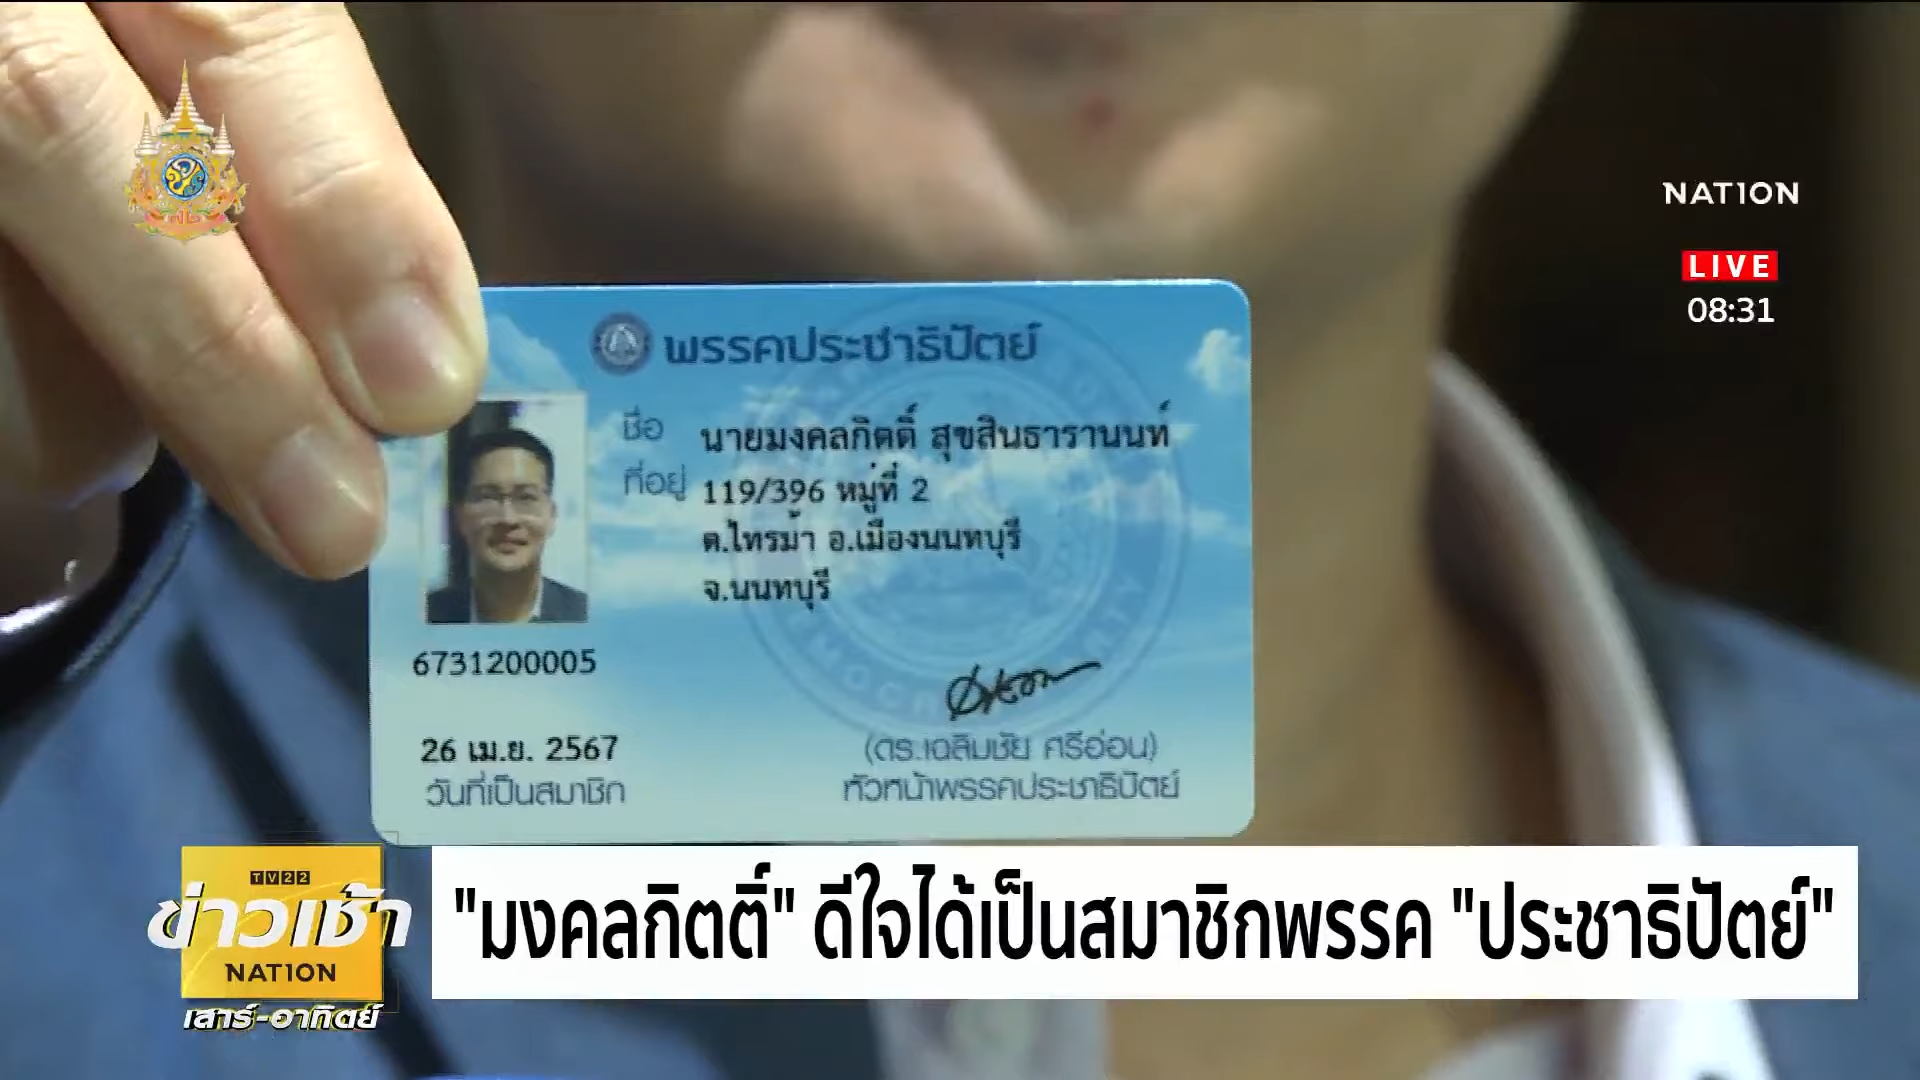 NATION
LIVE
08:31
พรรคประชาธิปัตย์
ชื่อ นายมงคลกิตติ์ สุขสินธารานนท์
ที่อยู่ 119/396 หมู่ที่ 2
ต.ไทรม้า อ.เมืองนนทบุรี
จ.นนทบุรี
6731200005
26 เม.ย. 2567
วันที่เป็นสมาชิก
(ดร.เฉลิมชัย ศรีอ่อน)
หัวหน้าพรรคประชาธิปัตย์
TV22
ข่าวเช้า
NATION
เสาร์-อาทิตย์
"มงคลกิตติ์" ดีใจได้เป็นสมาชิกพรรค "ประชาธิปัตย์"